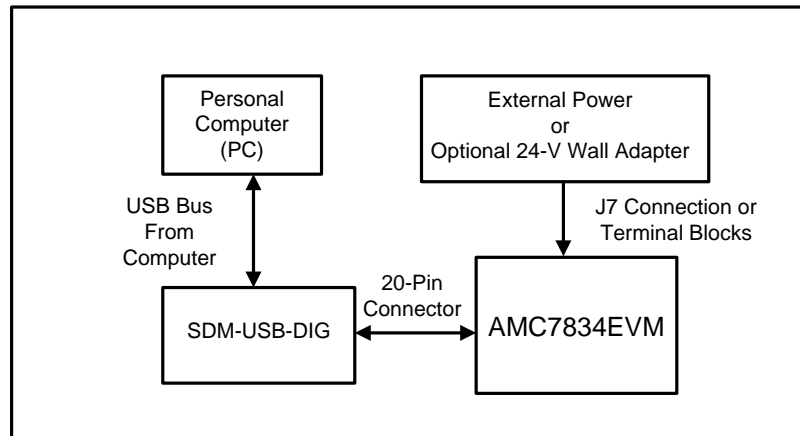 Personal
Computer
(PC)
External Power
or
Optional 24-V Wall Adapter
USB Bus
From
Computer
J7 Connection or
Terminal Blocks
20-Pin
Connector
SDM-USB-DIG
AMC7834EVM